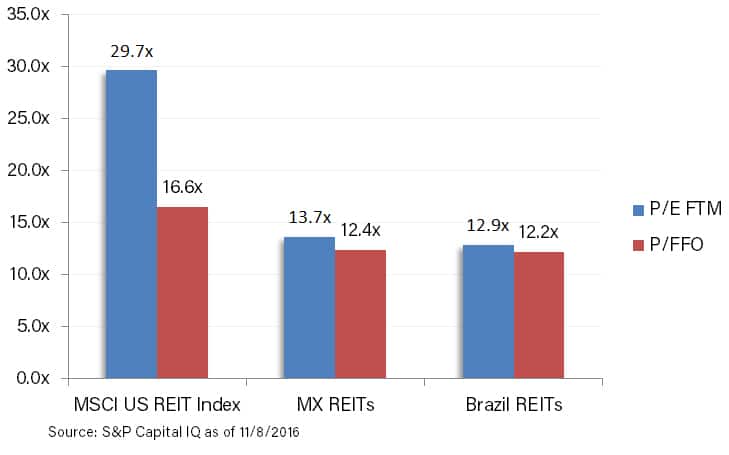 35.0x
30.0x
25.0x
20.0x
15.0x
10.0x
5.0x
0.0x
29.7x
16.6x
13.7x
12.4x
12.9x
12.2x
P/E FTM
P/FFO
MSCI US REIT Index
MX REITs
Brazil REITs
Source: S&P Capital IQ as of 11/8/2016